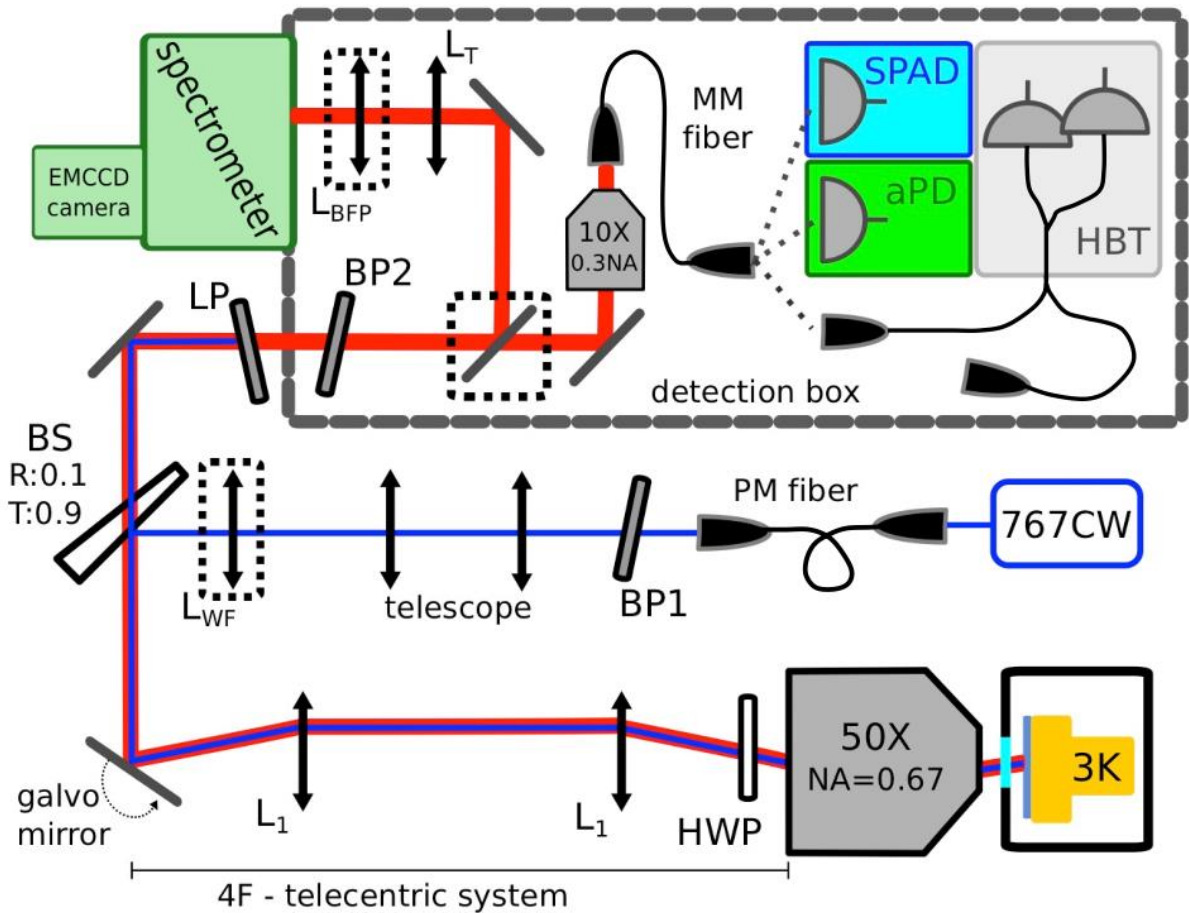 spectrometer
L_T
SPAD
MM
fiber
EMCCD
camera
L_BFP
aPD
10X
0.3NA
HBT
LP
BP2
detection box
BS
R:0.1
T:0.9
PM fiber
767CW
L_WF
telescope
BP1
50X
NA=0.67
3K
galvo
mirror
L_1
L_1
HWP
4F - telecentric system